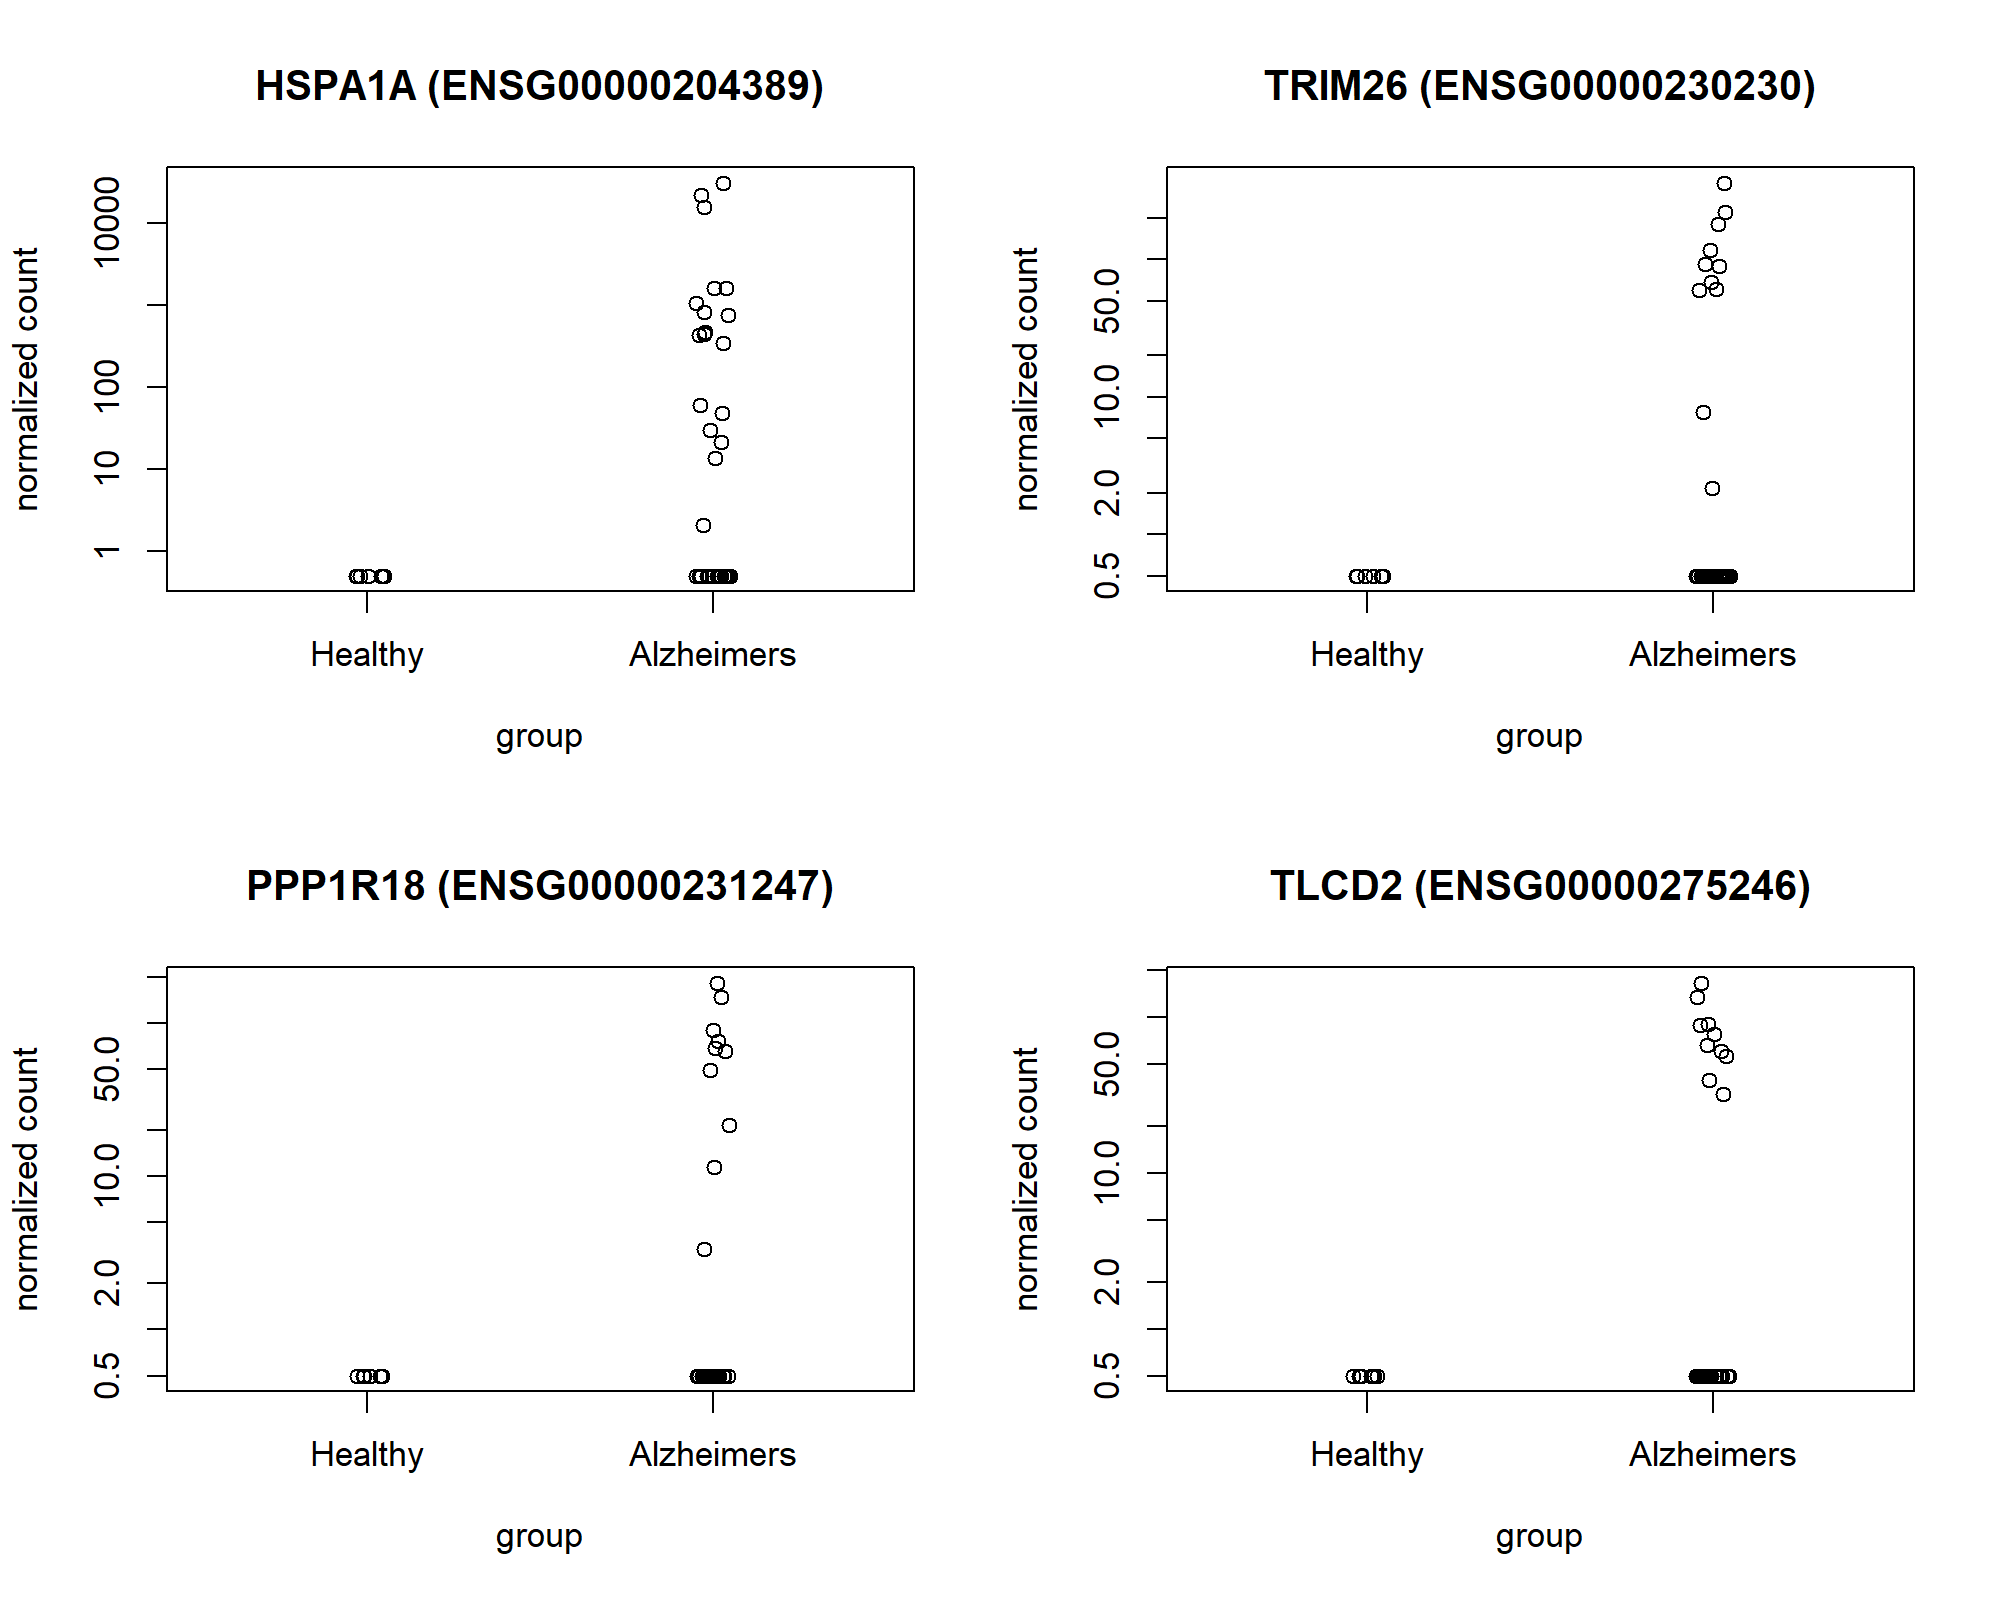 HSPA1A (ENSG00000204389)
normalized count
10000
100
10
1
Healthy
Alzheimers
group
TRIM26 (ENSG00000230230)
normalized count
50.0
10.0
2.0
0.5
Healthy
Alzheimers
group
PPP1R18 (ENSG00000231247)
normalized count
50.0
10.0
2.0
0.5
Healthy
Alzheimers
group
TLCD2 (ENSG00000275246)
normalized count
50.0
10.0
2.0
0.5
Healthy
Alzheimers
group